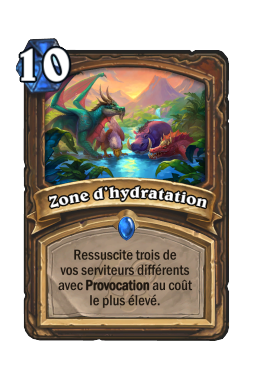 10
Zone d'hydratation
Ressuscite trois de
vos serviteurs différents
avec Provocation au coût
le plus élevé.